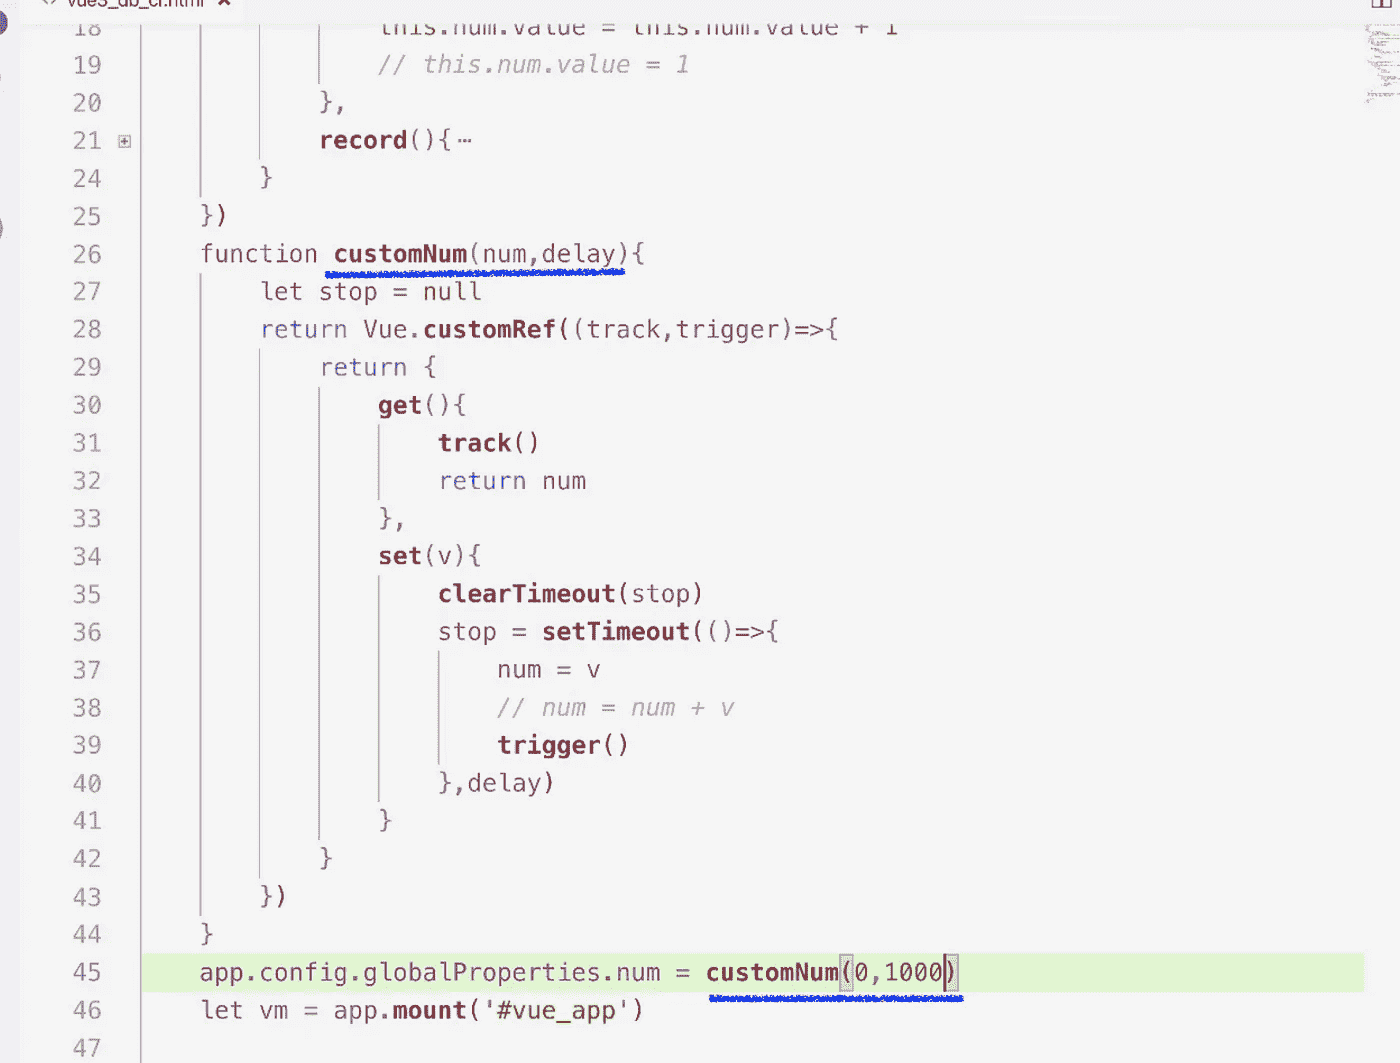 vue3_db_cr.html ×
18 this.num.value = this.num.value + 1
19 // this.num.value = 1
20 },
21 record(){⋯
24 }
25 })
26 function customNum(num,delay){
27 let stop = null
28 return Vue.customRef((track,trigger)=>{
29 return {
30 get(){
31 track()
32 return num
33 },
34 set(v){
35 clearTimeout(stop)
36 stop = setTimeout(()=>{
37 num = v
38 // num = num + v
39 trigger()
40 },delay)
41 }
42 }
43 })
44 }
45 app.config.globalProperties.num = customNum(0,1000)
46 let vm = app.mount('#vue_app')
47